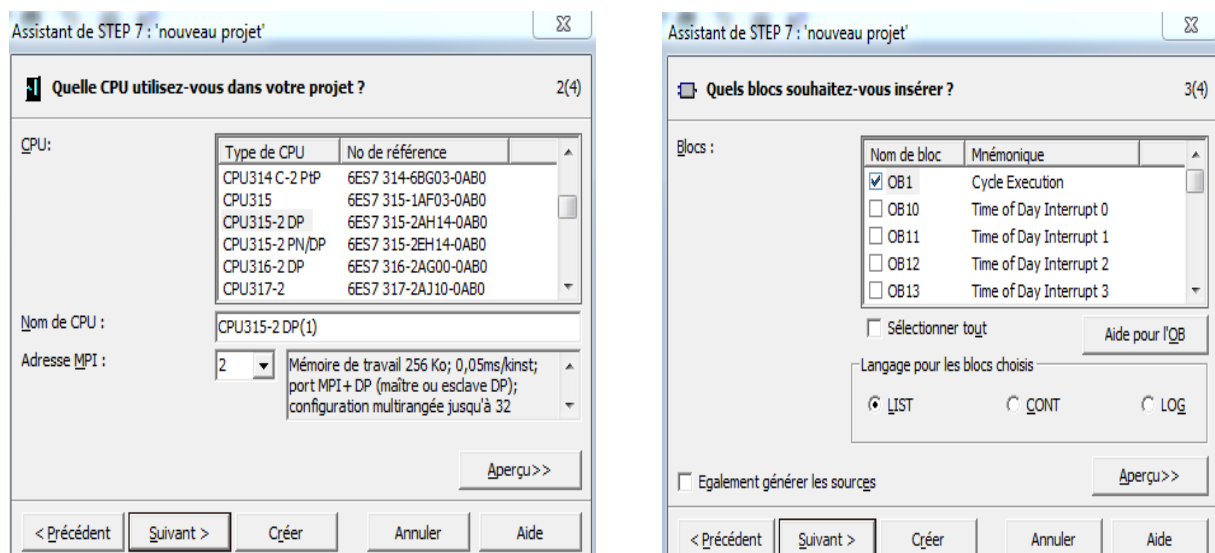 Assistant de STEP 7 : 'nouveau projet'
Quelle CPU utilisez-vous dans votre projet ? 2(4)
CPU:
Type de CPU No de référence
CPU314 C-2 PtP 6ES7 314-6BG03-0AB0
CPU315 6ES7 315-1AF03-0AB0
CPU315-2 DP 6ES7 315-2AH14-0AB0
CPU315-2 PN/DP 6ES7 315-2EH14-0AB0
CPU316-2 DP 6ES7 316-2AG00-0AB0
CPU317-2 6ES7 317-2AJ10-0AB0
Nom de CPU : CPU315-2 DP(1)
Adresse MPI : 2
Mémoire de travail 256 Ko; 0,05ms/kinst;
port MPI+ DP (maître ou esclave DP);
configuration multirangée jusqu'à 32
Aperçu>>
< Précédent Suivant > Créer Annuler Aide
Assistant de STEP 7 : 'nouveau projet'
Quels blocs souhaitez-vous insérer ? 3(4)
Blocs :
Nom de bloc Mnémonique
OB1 Cycle Execution
OB10 Time of Day Interrupt 0
OB11 Time of Day Interrupt 1
OB12 Time of Day Interrupt 2
OB13 Time of Day Interrupt 3
Sélectionner tout Aide pour l'OB
Langage pour les blocs choisis
LIST CONT LOG
Egalement générer les sources Aperçu>>
< Précédent Suivant > Créer Annuler Aide